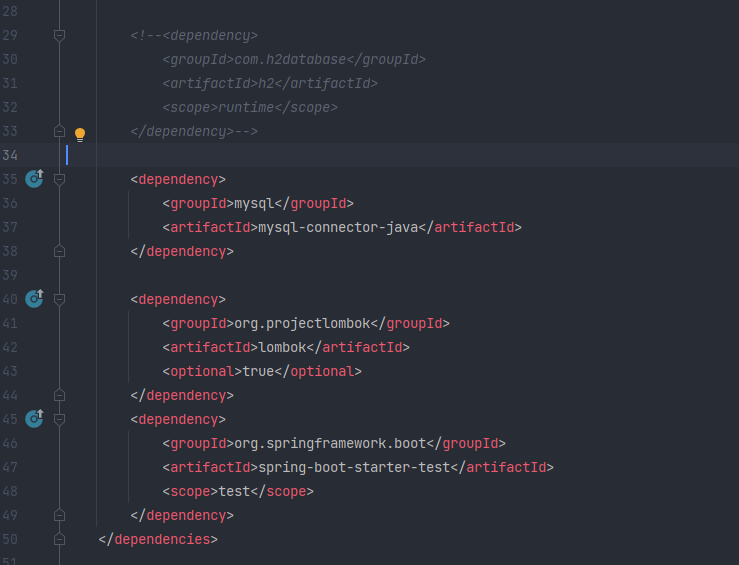 28
29 <!--<dependency>
30 <groupId>com.h2database</groupId>
31 <artifactId>h2</artifactId>
32 <scope>runtime</scope>
33 </dependency>-->
34
35 <dependency>
36 <groupId>mysql</groupId>
37 <artifactId>mysql-connector-java</artifactId>
38 </dependency>
39
40 <dependency>
41 <groupId>org.projectlombok</groupId>
42 <artifactId>lombok</artifactId>
43 <optional>true</optional>
44 </dependency>
45 <dependency>
46 <groupId>org.springframework.boot</groupId>
47 <artifactId>spring-boot-starter-test</artifactId>
48 <scope>test</scope>
49 </dependency>
50 </dependencies>
51